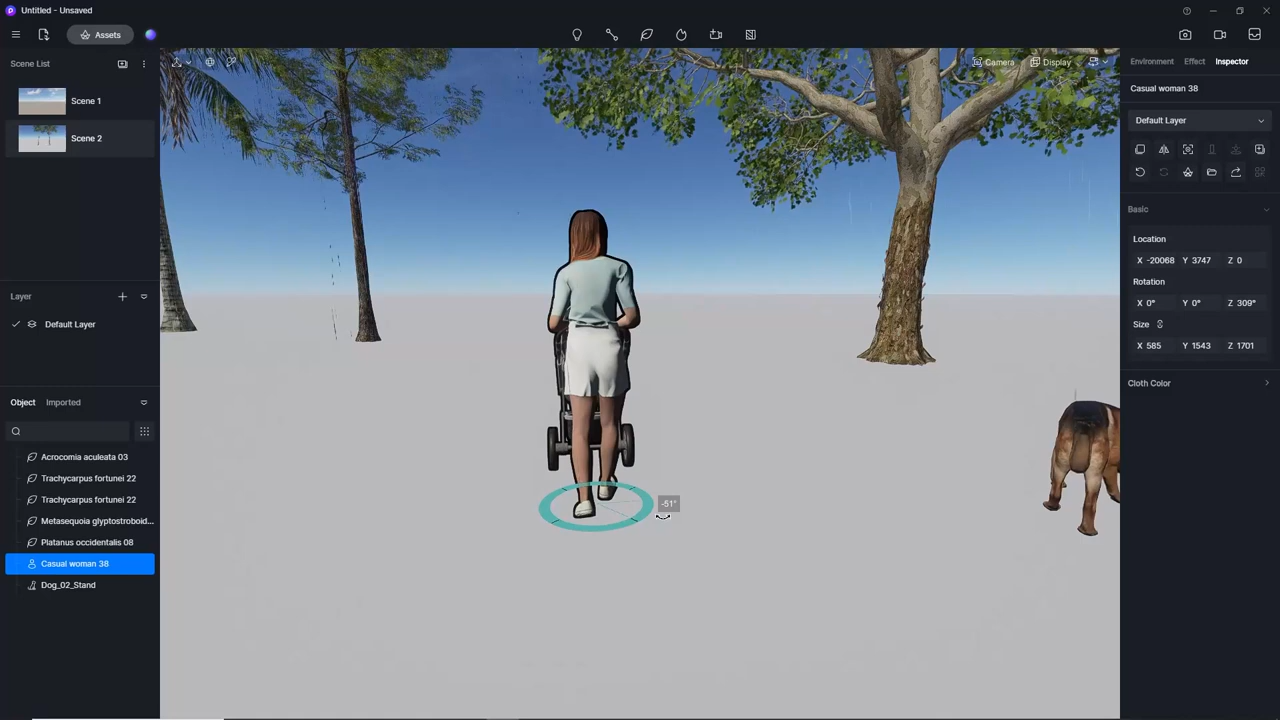 Untitled - Unsaved
Assets
Scene List
Scene 1
Scene 2
Layer
Default Layer
Object
Imported
Acrocomia aculeata 03
Trachycarpus fortunei 22
Trachycarpus fortunei 22
Metasequoia glyptostroboid...
Platanus occidentalis 08
Casual woman 38
Dog_02_Stand
Camera
Display
-51°
Environment
Effect
Inspector
Casual woman 38
Default Layer
Basic
Location
X -20068 Y 3747 Z 0
Rotation
X 0° Y 0° Z 309°
Size
X 585 Y 1543 Z 1701
Cloth Color